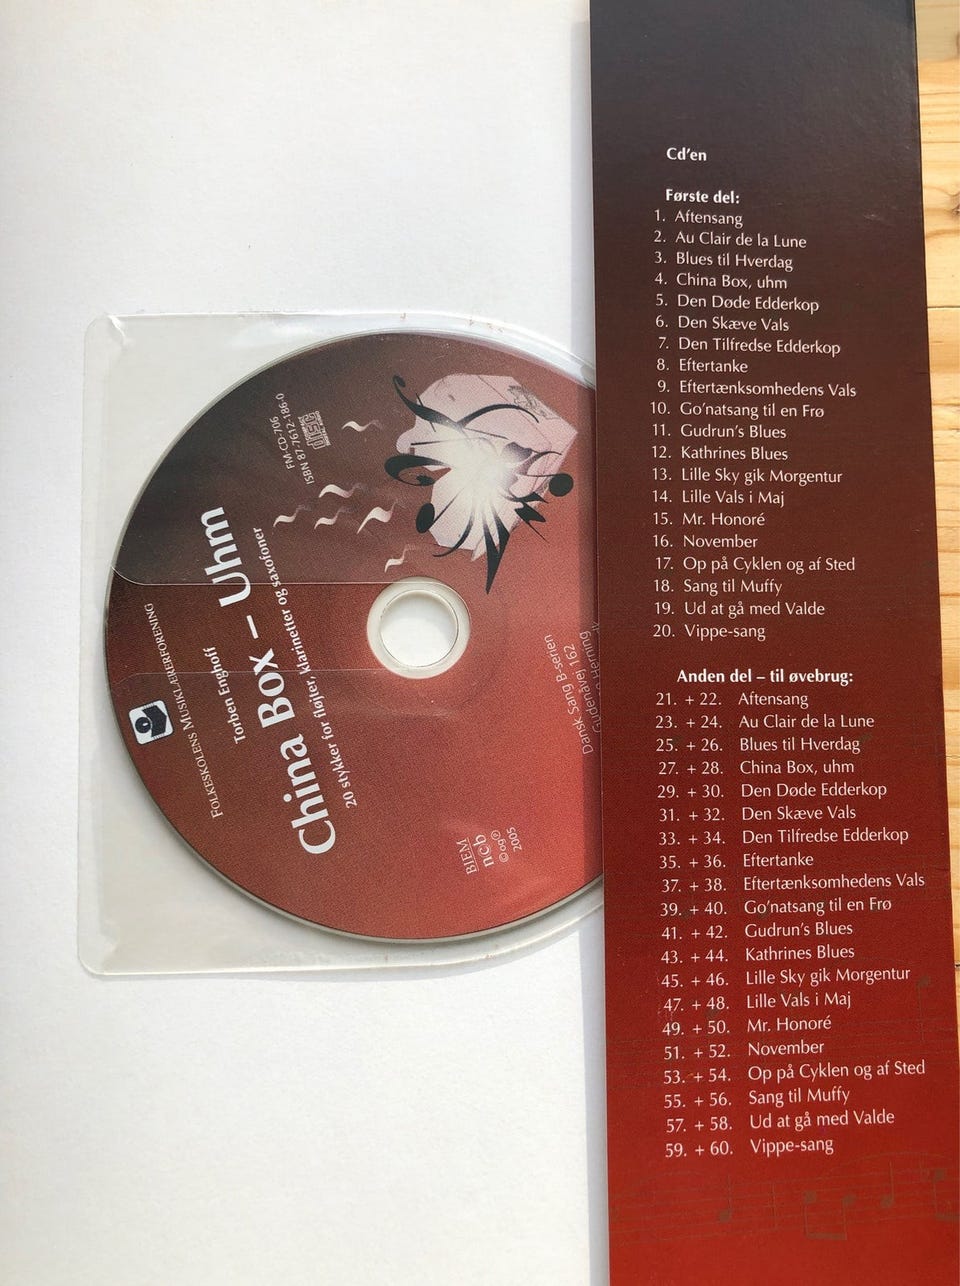 FOLKESKOLENS MUSIKLÆRERFORENING
Torben Enghoff
China Box – Uhm
20 stykker for fløjter, klarinetter og saxofoner
FM-CD-706
ISBN 87-7612-186-0
BIEM
ncb
© og ℗
2005
Dansk Sang B-serien
Gudenåvej 162
Herning
Cd'en
Første del:
1. Aftensang
2. Au Clair de la Lune
3. Blues til Hverdag
4. China Box, uhm
5. Den Døde Edderkop
6. Den Skæve Vals
7. Den Tilfredse Edderkop
8. Eftertanke
9. Eftertænksomhedens Vals
10. Go'natsang til en Frø
11. Gudrun's Blues
12. Kathrines Blues
13. Lille Sky gik Morgentur
14. Lille Vals i Maj
15. Mr. Honoré
16. November
17. Op på Cyklen og af Sted
18. Sang til Muffy
19. Ud at gå med Valde
20. Vippe-sang
Anden del – til øvebrug:
21. + 22. Aftensang
23. + 24. Au Clair de la Lune
25. + 26. Blues til Hverdag
27. + 28. China Box, uhm
29. + 30. Den Døde Edderkop
31. + 32. Den Skæve Vals
33. + 34. Den Tilfredse Edderkop
35. + 36. Eftertanke
37. + 38. Eftertænksomhedens Vals
39. + 40. Go'natsang til en Frø
41. + 42. Gudrun's Blues
43. + 44. Kathrines Blues
45. + 46. Lille Sky gik Morgentur
47. + 48. Lille Vals i Maj
49. + 50. Mr. Honoré
51. + 52. November
53. + 54. Op på Cyklen og af Sted
55. + 56. Sang til Muffy
57. + 58. Ud at gå med Valde
59. + 60. Vippe-sang